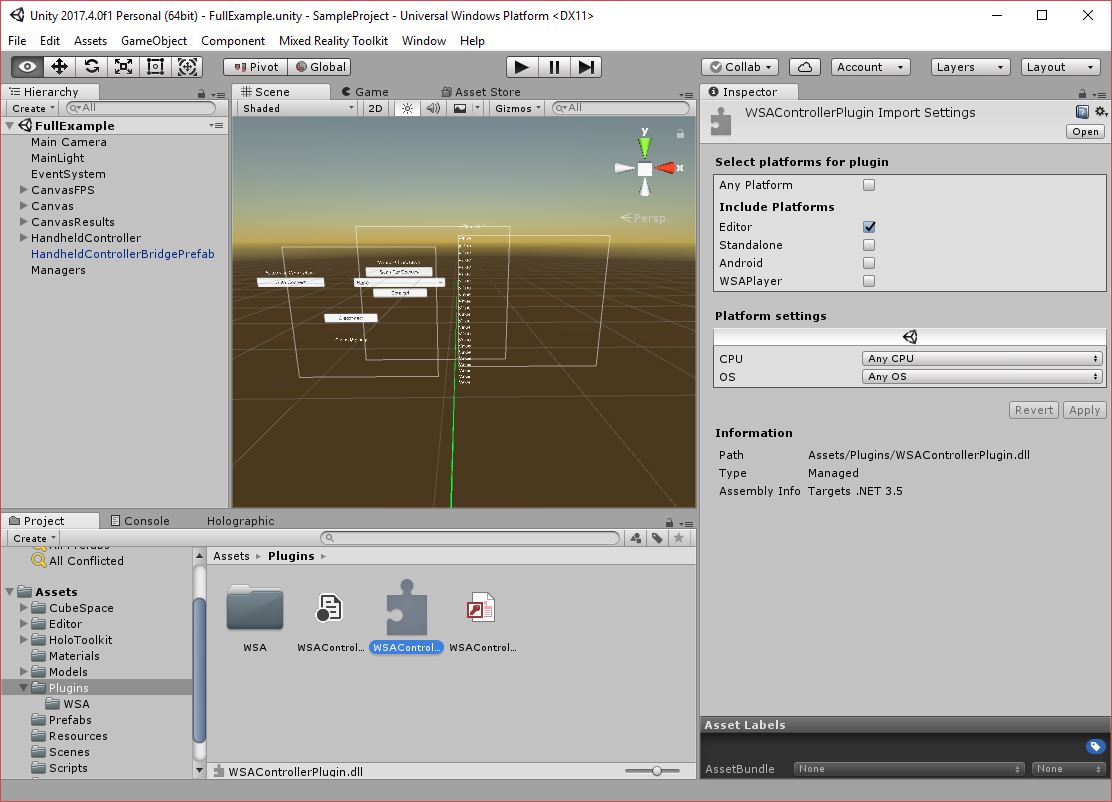 Unity 2017.4.0f1 Personal (64bit) - FullExample.unity - SampleProject - Universal Windows Platform <DX11>
File Edit Assets GameObject Component Mixed Reality Toolkit Window Help
Pivot Global Collab Account Layers Layout
Hierarchy
Create All
FullExample
Main Camera
MainLight
EventSystem
CanvasFPS
Canvas
CanvasResults
HandheldController
HandheldControllerBridgePrefab
Managers
Scene Game Asset Store
Shaded 2D Gizmos All
y
x
Persp
Inspector
WSAControllerPlugin Import Settings
Open
Select platforms for plugin
Any Platform
Include Platforms
Editor
Standalone
Android
WSAPlayer
Platform settings
CPU Any CPU
OS Any OS
Revert Apply
Information
Path Assets/Plugins/WSAControllerPlugin.dll
Type Managed
Assembly Info Targets .NET 3.5
Project Console Holographic
Create
All Prefabs
All Conflicted
Assets
CubeSpace
Editor
HoloToolkit
Materials
Models
Plugins
WSA
Prefabs
Resources
Scenes
Scripts
Assets Plugins
WSA WSAControl... WSAControl... WSAControl...
WSAControllerPlugin.dll
Asset Labels
AssetBundle None None